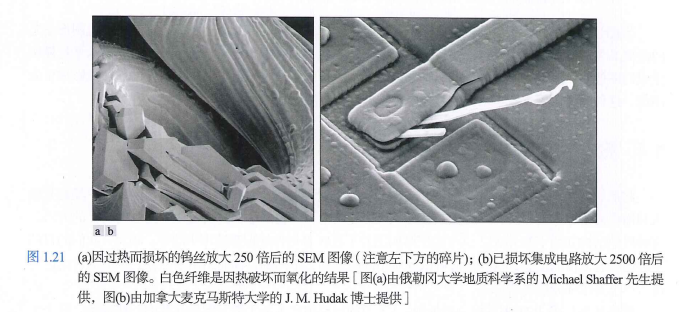 a b
图 1.21 (a)因过热而损坏的钨丝放大 250 倍后的 SEM 图像（注意左下方的碎片）；(b)已损坏集成电路放大 2500 倍后
的 SEM 图像。白色纤维是因热破坏而氧化的结果［图(a)由俄勒冈大学地质科学系的 Michael Shaffer 先生提
供，图(b)由加拿大麦克马斯特大学的 J. M. Hudak 博士提供］